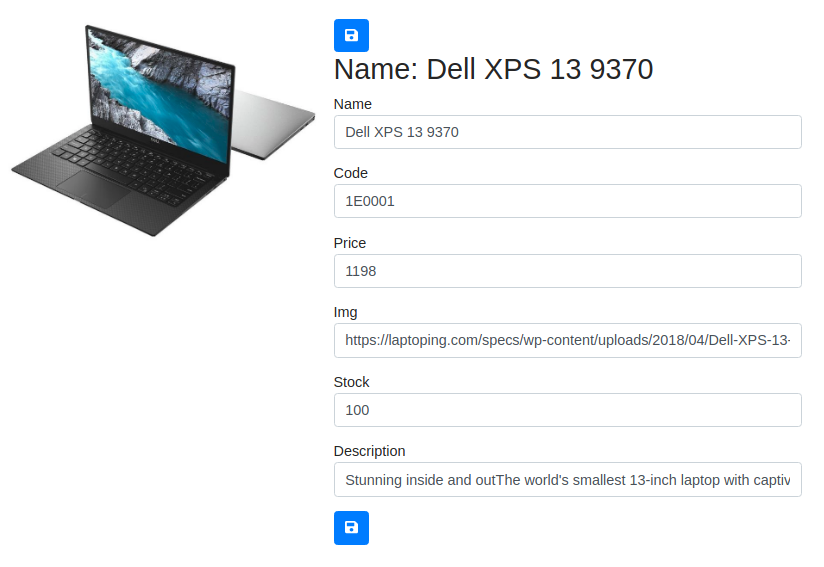 Name: Dell XPS 13 9370
Name
Dell XPS 13 9370
Code
1E0001
Price
1198
Img
https://laptoping.com/specs/wp-content/uploads/2018/04/Dell-XPS-13-
Stock
100
Description
Stunning inside and outThe world's smallest 13-inch laptop with captiv